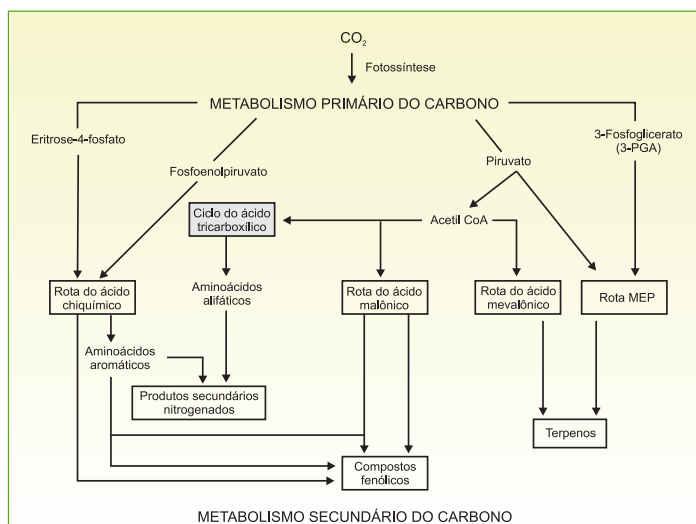 CO₂
Fotossíntese
METABOLISMO PRIMÁRIO DO CARBONO
Eritrose-4-fosfato
Fosfoenolpiruvato
Piruvato
3-Fosfoglicerato
(3-PGA)
Ciclo do ácido
tricarboxílico
Acetil CoA
Rota do ácido
chiquímico
Aminoácidos
alifáticos
Rota do ácido
malônico
Rota do ácido
mevalônico
Rota MEP
Aminoácidos
aromáticos
Produtos secundários
nitrogenados
Terpenos
Compostos
fenólicos
METABOLISMO SECUNDÁRIO DO CARBONO